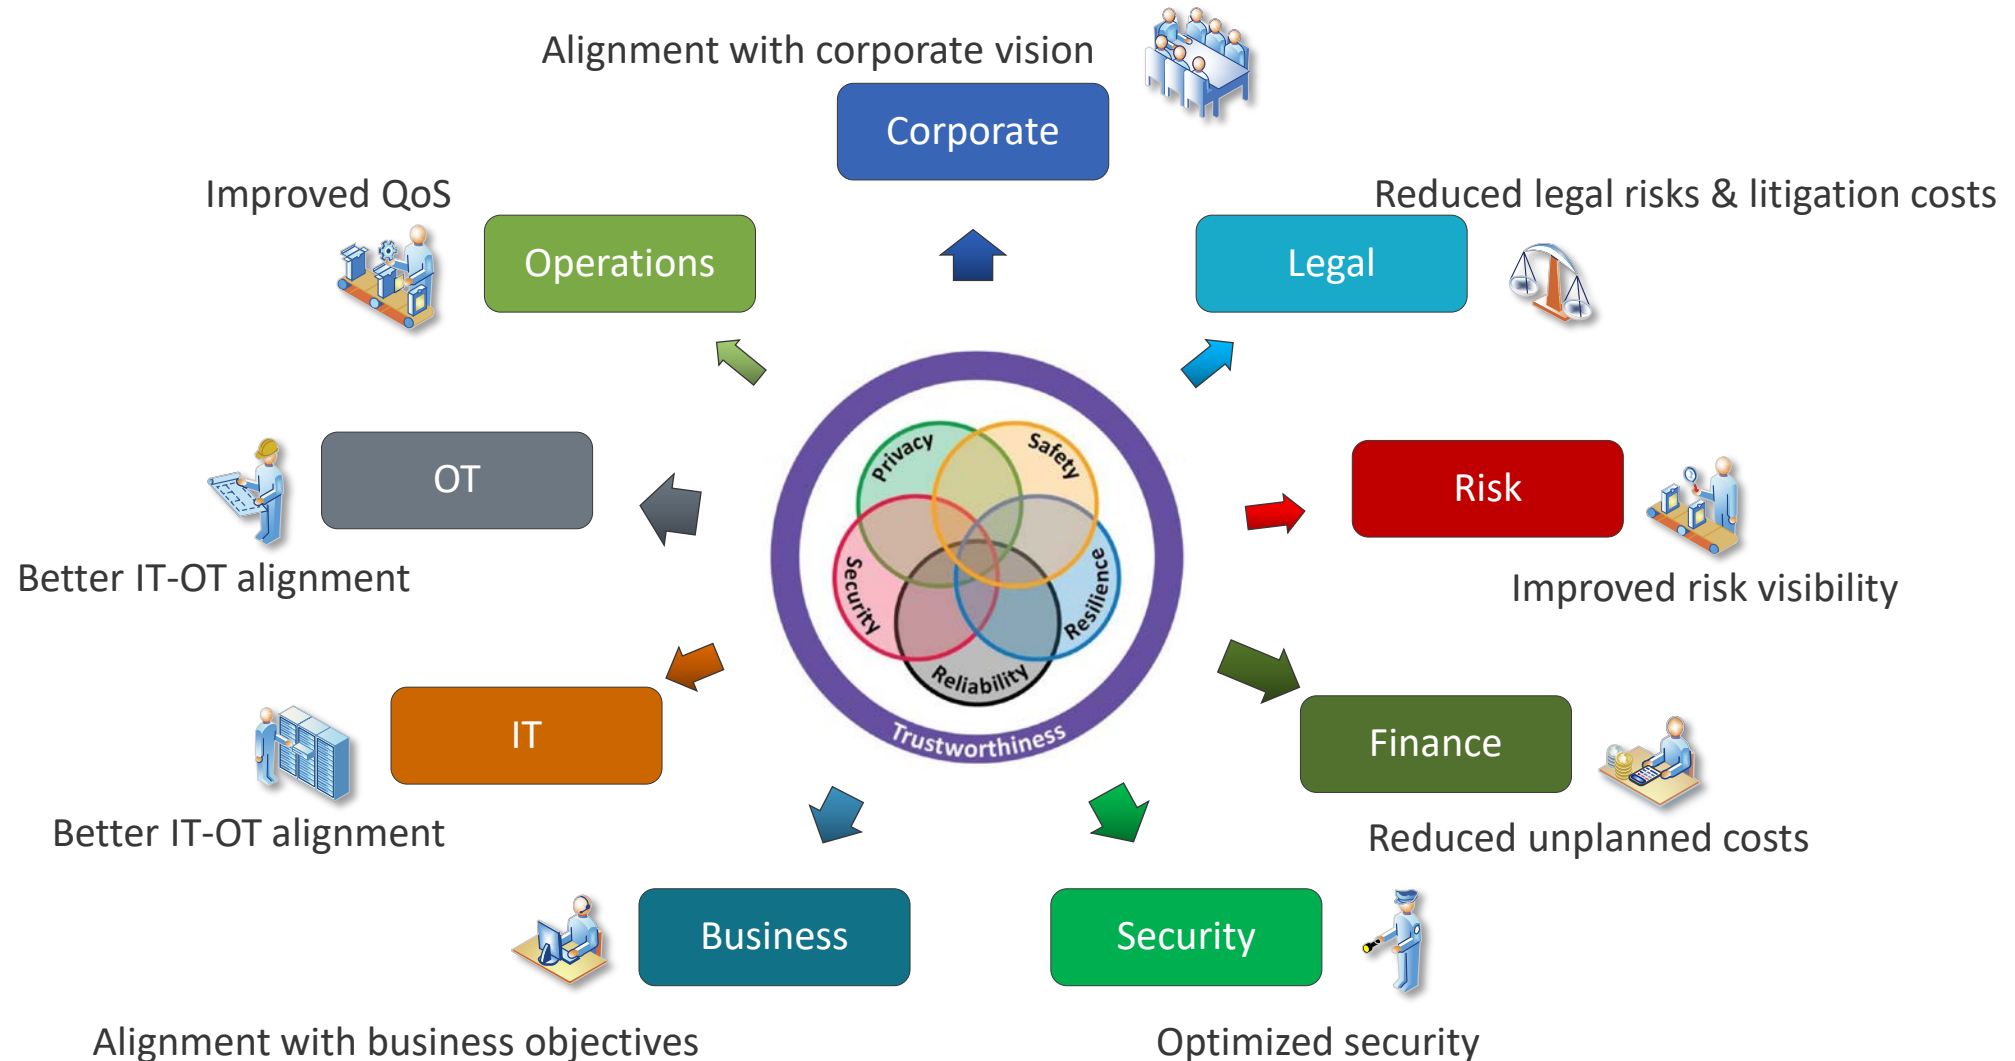 Alignment with corporate vision
Corporate
Improved QoS
Operations
Reduced legal risks & litigation costs
Legal
OT
Better IT-OT alignment
Privacy
Safety
Security
Resilience
Reliability
Trustworthiness
Risk
Improved risk visibility
IT
Better IT-OT alignment
Finance
Reduced unplanned costs
Business
Alignment with business objectives
Security
Optimized security